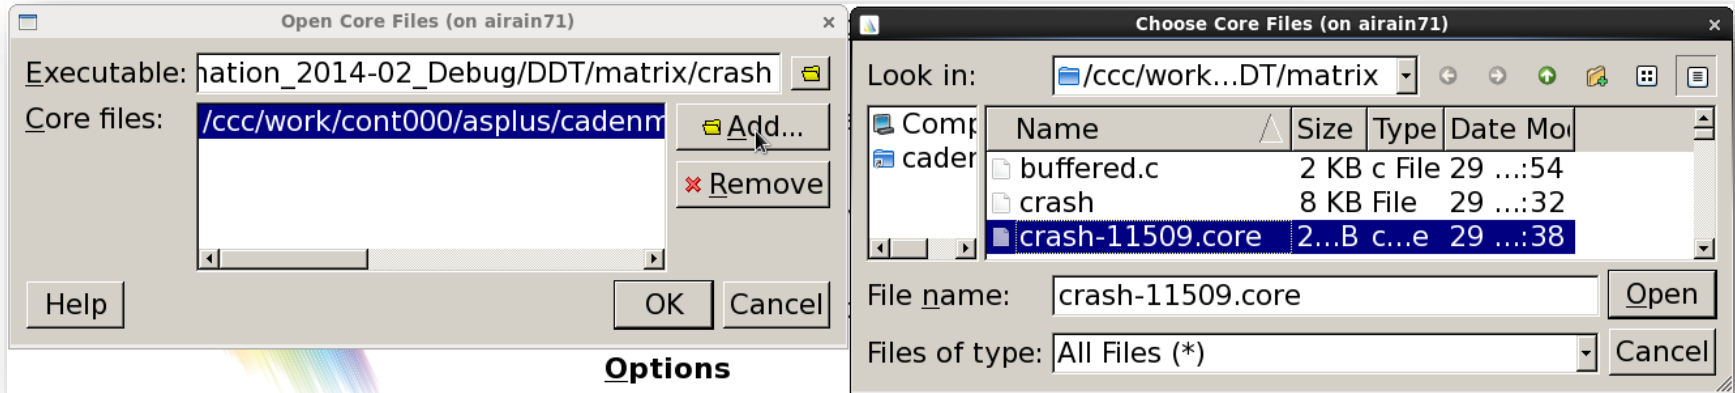 Open Core Files (on airain71)
Executable: nation_2014-02_Debug/DDT/matrix/crash
Core files: /ccc/work/cont000/asplus/cadenm
Add...
Remove
Help OK Cancel
Options
Choose Core Files (on airain71)
Look in: /ccc/work...DT/matrix
Comp
cader
Name Size Type Date Mo
buffered.c 2 KB c File 29 ...:54
crash 8 KB File 29 ...:32
crash-11509.core 2...B c...e 29 ...:38
File name: crash-11509.core Open
Files of type: All Files (*) Cancel